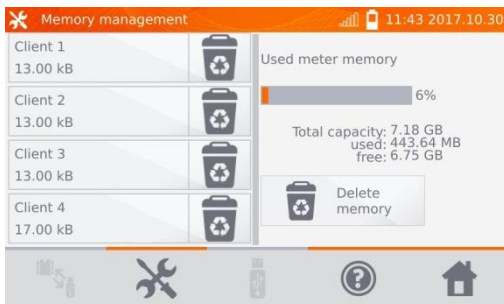 Memory management
11:43 2017.10.30
Client 1
13.00 kB
Client 2
13.00 kB
Client 3
13.00 kB
Client 4
17.00 kB
Used meter memory
6%
Total capacity: 7.18 GB
used: 443.64 MB
free: 6.75 GB
Delete
memory